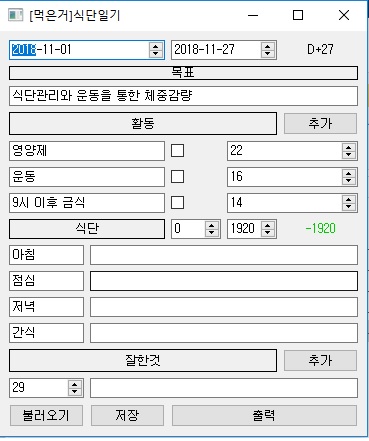 [먹은거]식단일기
2018-11-01 2018-11-27 D+27
목표
식단관리와 운동을 통한 체중감량
활동 추가
영양제 22
운동 16
9시 이후 금식 14
식단 0 1920 -1920
아침
점심
저녁
간식
잘한것 추가
29
불러오기 저장 출력